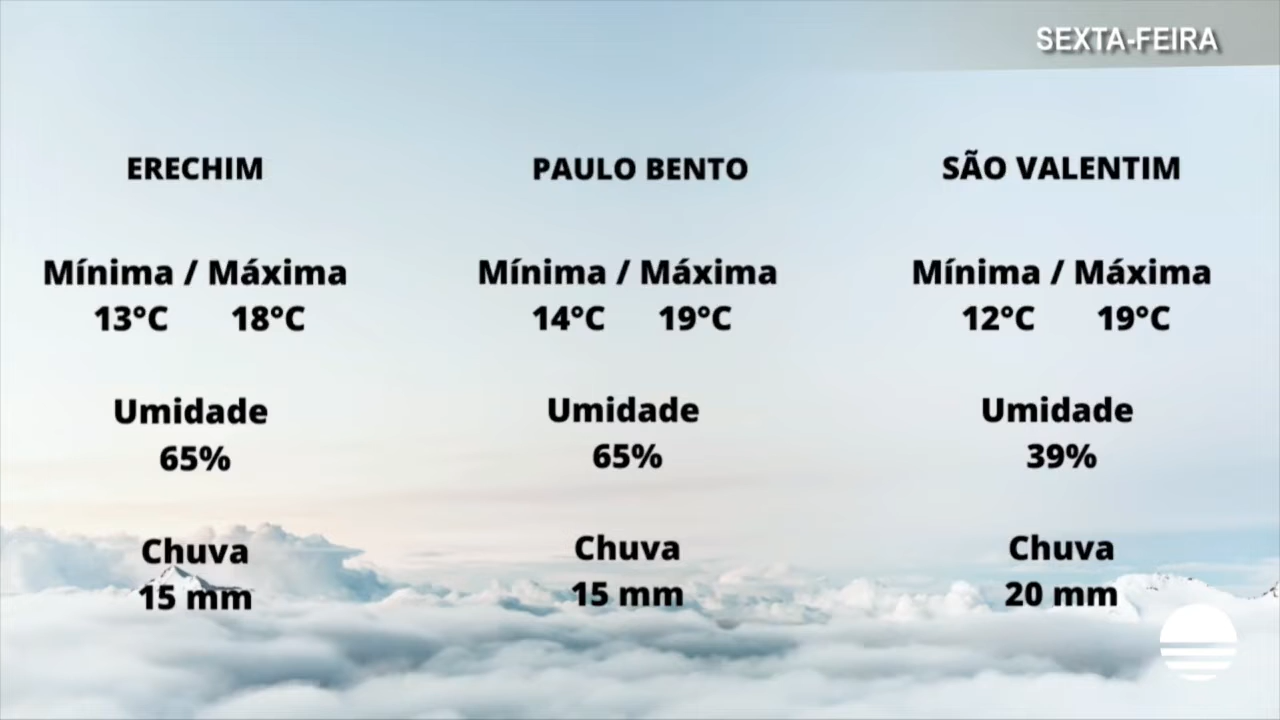 SEXTA-FEIRA
ERECHIM
Mínima / Máxima
13°C 18°C
Umidade
65%
Chuva
15 mm
PAULO BENTO
Mínima / Máxima
14°C 19°C
Umidade
65%
Chuva
15 mm
SÃO VALENTIM
Mínima / Máxima
12°C 19°C
Umidade
39%
Chuva
20 mm